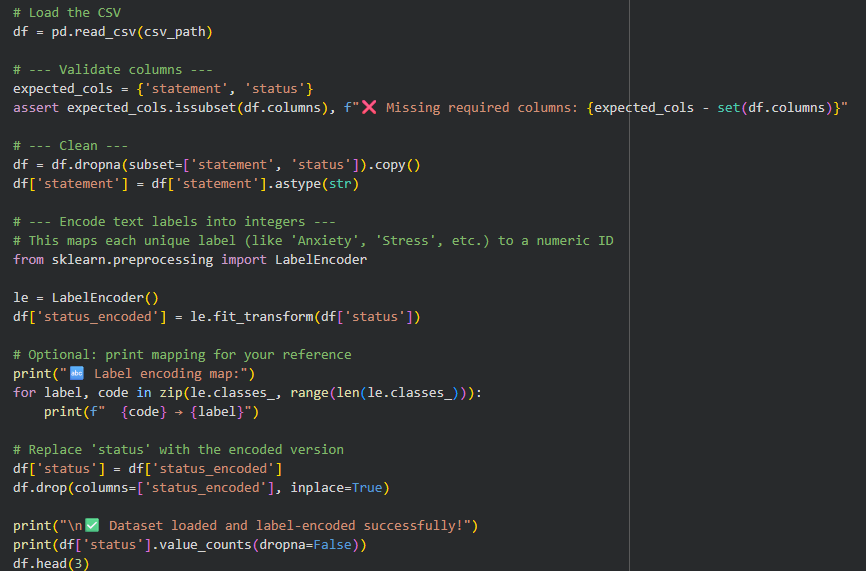 # Load the CSV
df = pd.read_csv(csv_path)
# --- Validate columns ---
expected_cols = {'statement', 'status'}
assert expected_cols.issubset(df.columns), f"❌ Missing required columns: {expected_cols - set(df.columns)}"
# --- Clean ---
df = df.dropna(subset=['statement', 'status']).copy()
df['statement'] = df['statement'].astype(str)
# --- Encode text labels into integers ---
# This maps each unique label (like 'Anxiety', 'Stress', etc.) to a numeric ID
from sklearn.preprocessing import LabelEncoder
le = LabelEncoder()
df['status_encoded'] = le.fit_transform(df['status'])
# Optional: print mapping for your reference
print("🔤 Label encoding map:")
for label, code in zip(le.classes_, range(len(le.classes_))):
    print(f"  {code} → {label}")
# Replace 'status' with the encoded version
df['status'] = df['status_encoded']
df.drop(columns=['status_encoded'], inplace=True)
print("\n✅ Dataset loaded and label-encoded successfully!")
print(df['status'].value_counts(dropna=False))
df.head(3)